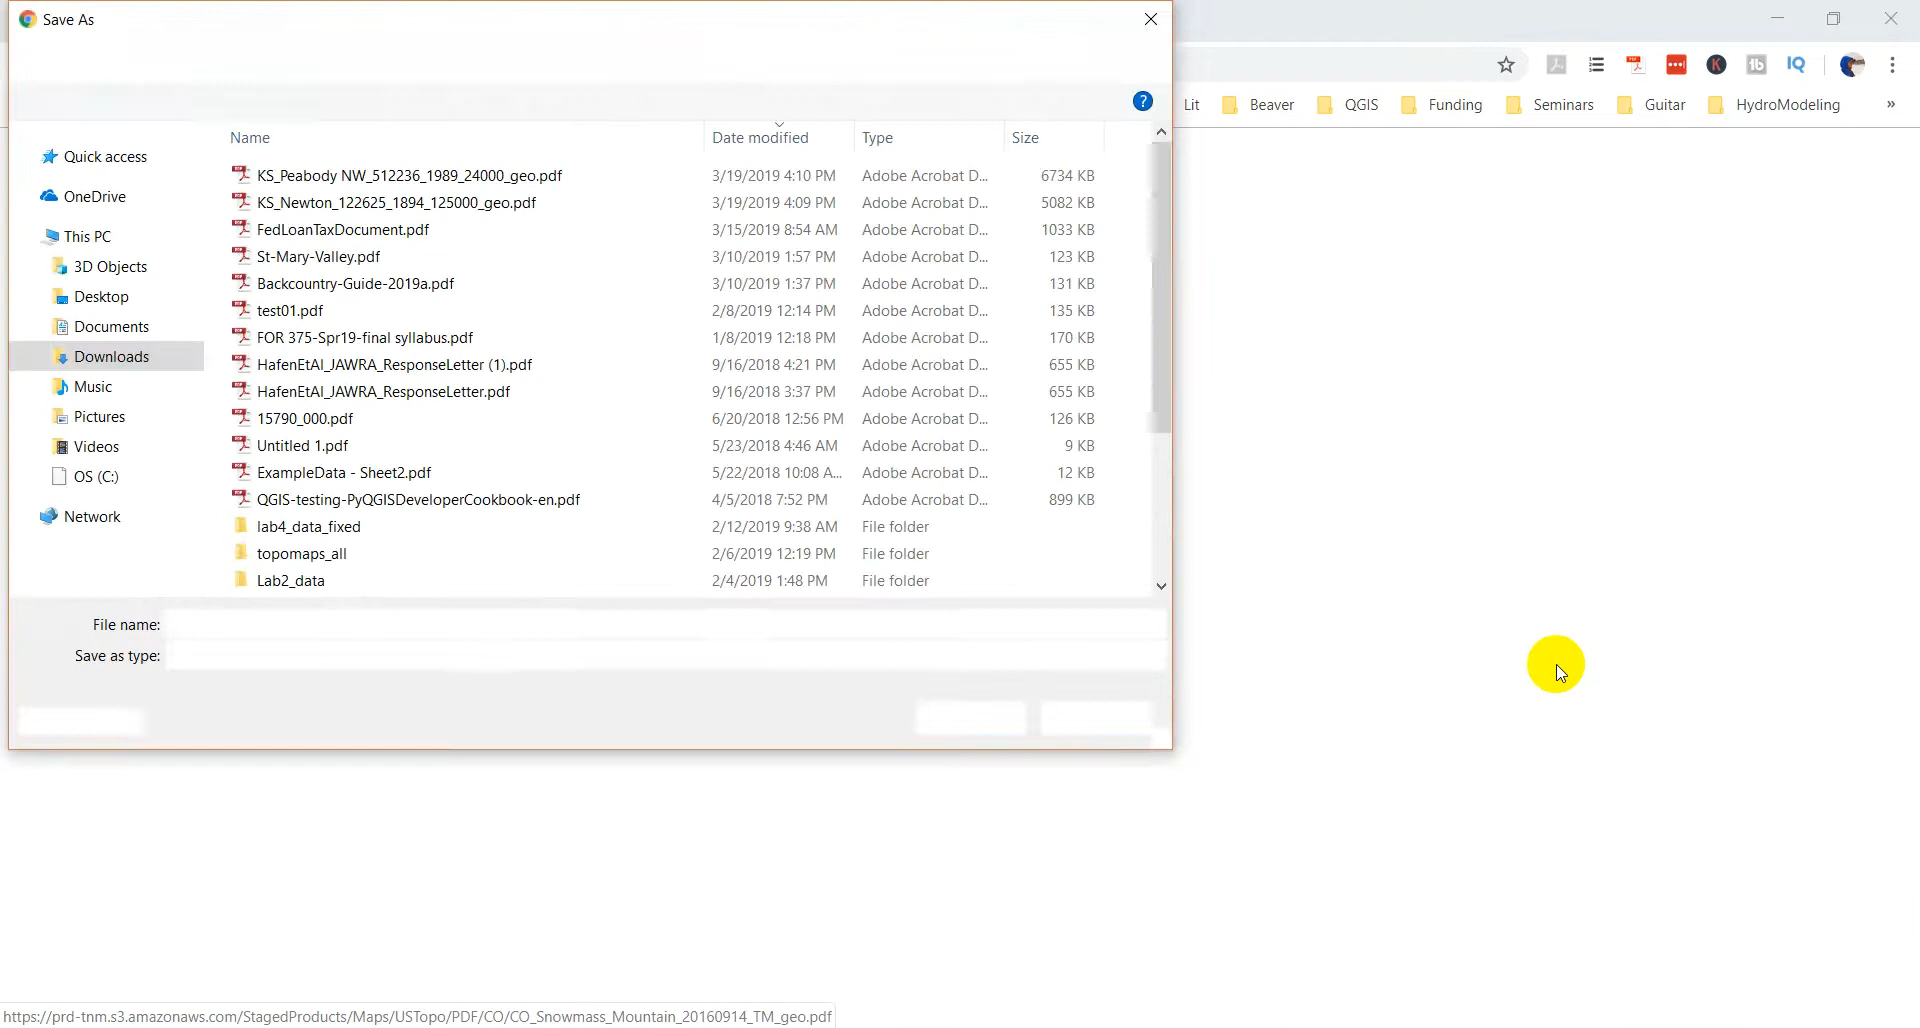 Save As
Lit Beaver QGIS Funding Seminars Guitar HydroModeling »
Name Date modified Type Size
Quick access
OneDrive
This PC
3D Objects
Desktop
Documents
Downloads
Music
Pictures
Videos
OS (C:)
Network
KS_Peabody NW_512236_1989_24000_geo.pdf 3/19/2019 4:10 PM Adobe Acrobat D... 6734 KB
KS_Newton_122625_1894_125000_geo.pdf 3/19/2019 4:09 PM Adobe Acrobat D... 5082 KB
FedLoanTaxDocument.pdf 3/15/2019 8:54 AM Adobe Acrobat D... 1033 KB
St-Mary-Valley.pdf 3/10/2019 1:57 PM Adobe Acrobat D... 123 KB
Backcountry-Guide-2019a.pdf 3/10/2019 1:37 PM Adobe Acrobat D... 131 KB
test01.pdf 2/8/2019 12:14 PM Adobe Acrobat D... 135 KB
FOR 375-Spr19-final syllabus.pdf 1/8/2019 12:18 PM Adobe Acrobat D... 170 KB
HafenEtAl_JAWRA_ResponseLetter (1).pdf 9/16/2018 4:21 PM Adobe Acrobat D... 655 KB
HafenEtAl_JAWRA_ResponseLetter.pdf 9/16/2018 3:37 PM Adobe Acrobat D... 655 KB
15790_000.pdf 6/20/2018 12:56 PM Adobe Acrobat D... 126 KB
Untitled 1.pdf 5/23/2018 4:46 AM Adobe Acrobat D... 9 KB
ExampleData - Sheet2.pdf 5/22/2018 10:08 A... Adobe Acrobat D... 12 KB
QGIS-testing-PyQGISDeveloperCookbook-en.pdf 4/5/2018 7:52 PM Adobe Acrobat D... 899 KB
lab4_data_fixed 2/12/2019 9:38 AM File folder
topomaps_all 2/6/2019 12:19 PM File folder
Lab2_data 2/4/2019 1:48 PM File folder
File name:
Save as type:
https://prd-tnm.s3.amazonaws.com/StagedProducts/Maps/USTopo/PDF/CO/CO_Snowmass_Mountain_20160914_TM_geo.pdf